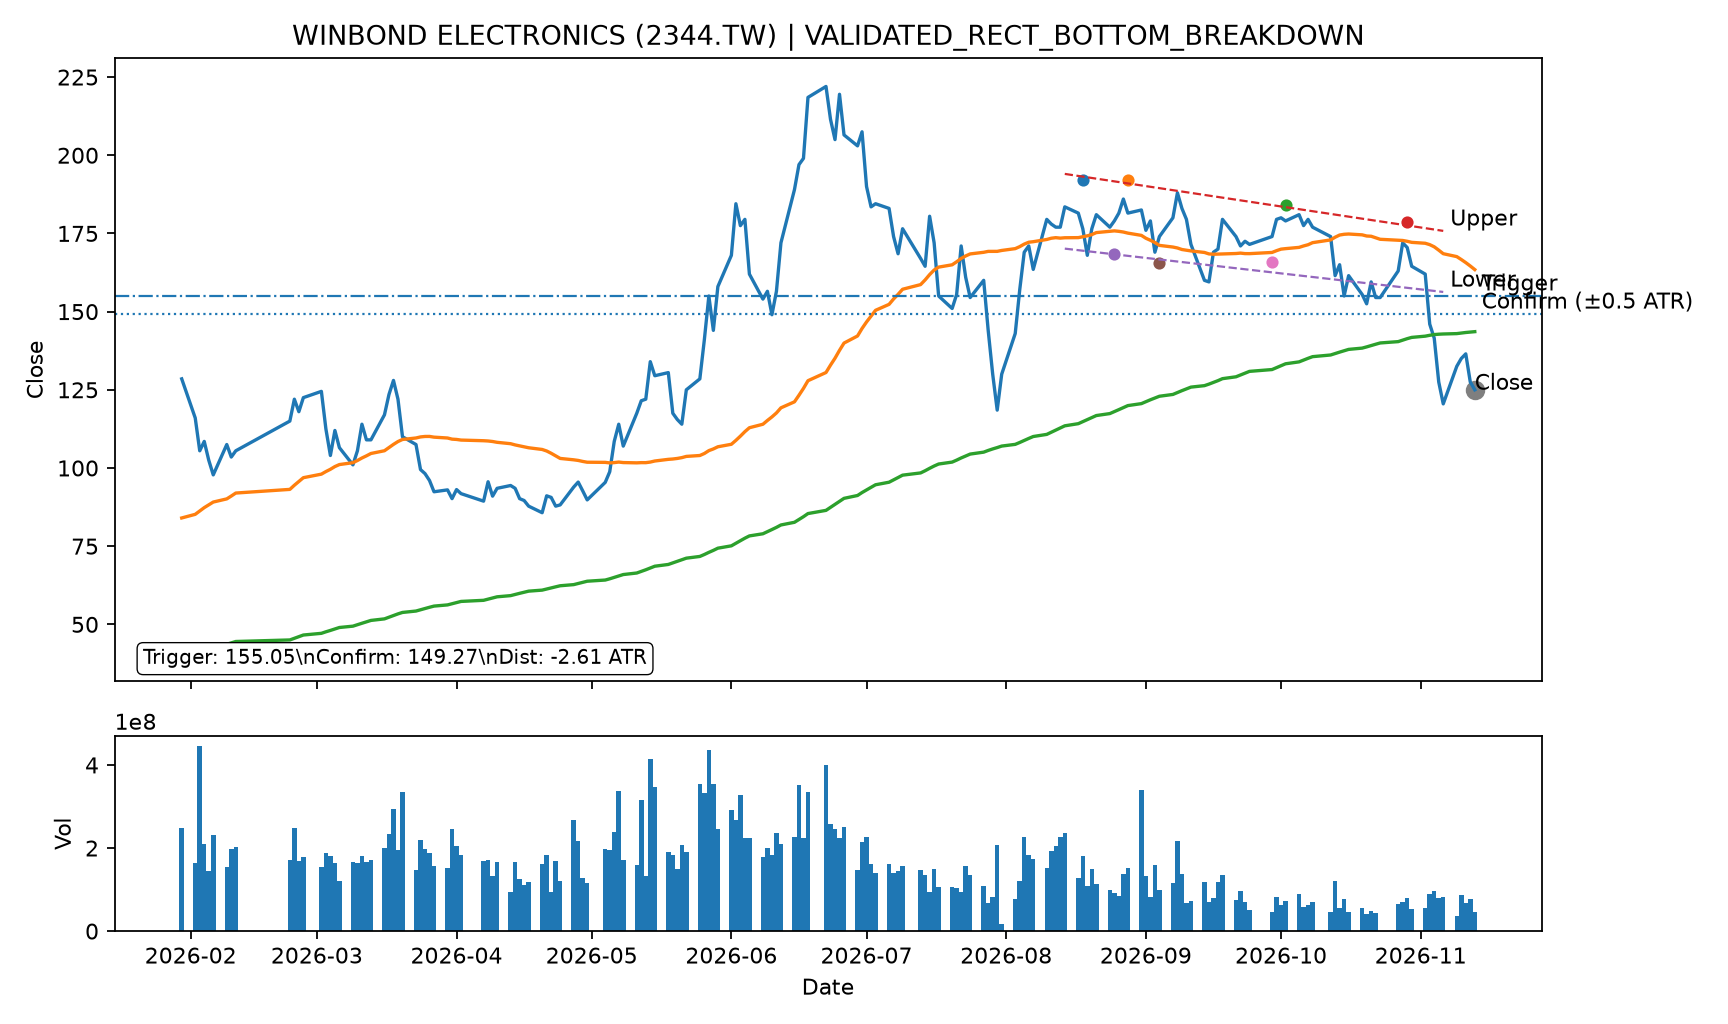 WINBOND ELECTRONICS (2344.TW) | VALIDATED_RECT_BOTTOM_BREAKDOWN
225
200
175
150
125
100
75
50
Close
Upper
Lower
Trigger
Confirm (±0.5 ATR)
Close
Trigger: 155.05\nConfirm: 149.27\nDist: -2.61 ATR
1e8
4
2
0
Vol
2026-02
2026-03
2026-04
2026-05
2026-06
2026-07
2026-08
2026-09
2026-10
2026-11
Date